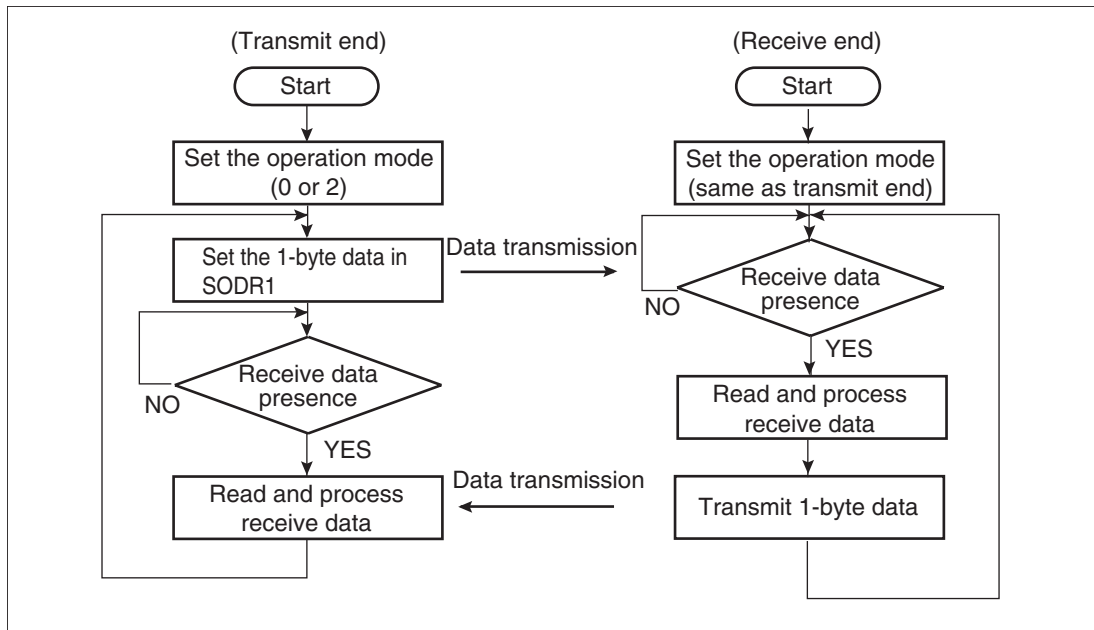 (Transmit end)
Start
Set the operation mode
(0 or 2)
Set the 1-byte data in
SODR1
Data transmission
Receive data
presence
NO
YES
Read and process
receive data
Data transmission
(Receive end)
Start
Set the operation mode
(same as transmit end)
Receive data
presence
NO
YES
Read and process
receive data
Transmit 1-byte data